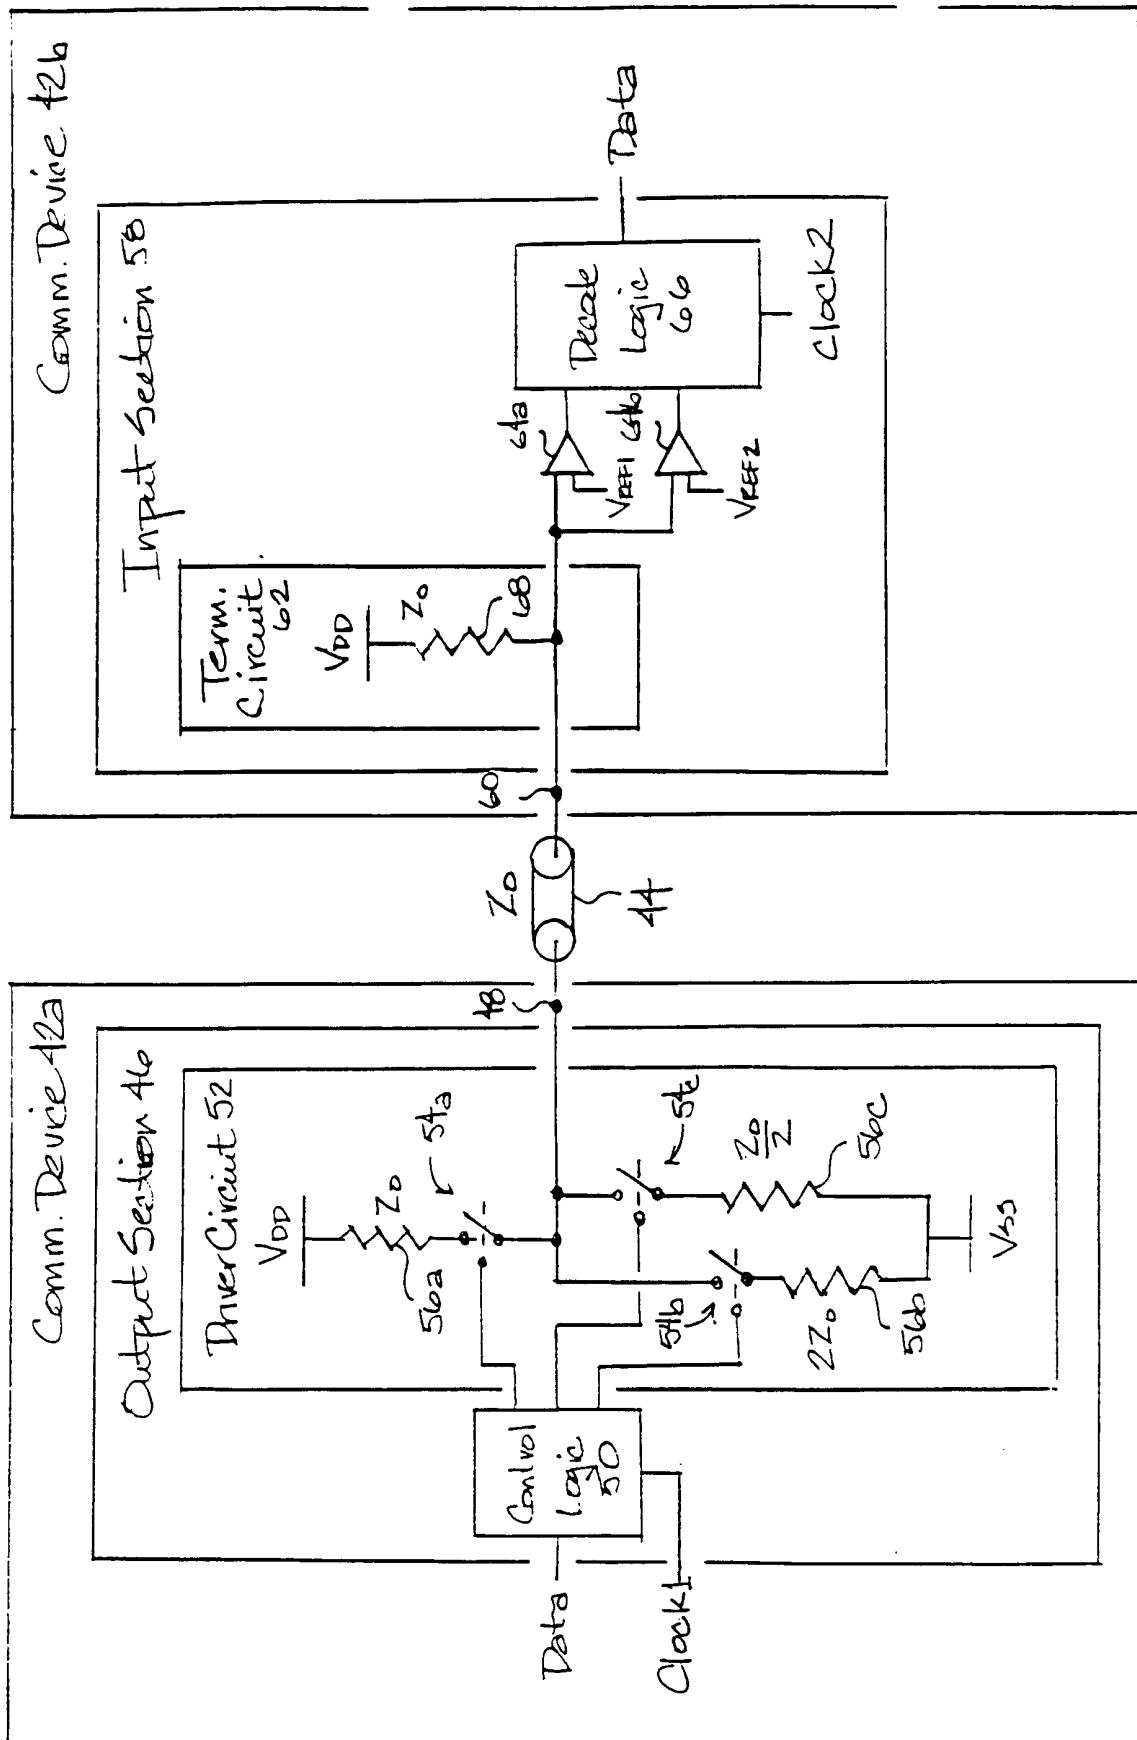 Comm. Device 42a
Output Section 46
Driver Circuit 52
VDD
Z0
56a
54a
48
54c
Z0/2
56c
54b
2Z0
56b
VSS
Control
Logic
50
Data
Clock1
Z0
44
Comm. Device 42b
Input Section 58
60
Term.
Circuit
62
VDD
Z0
68
64a
VREF1
64b
VREF2
Decode
Logic
66
Data
Clock2